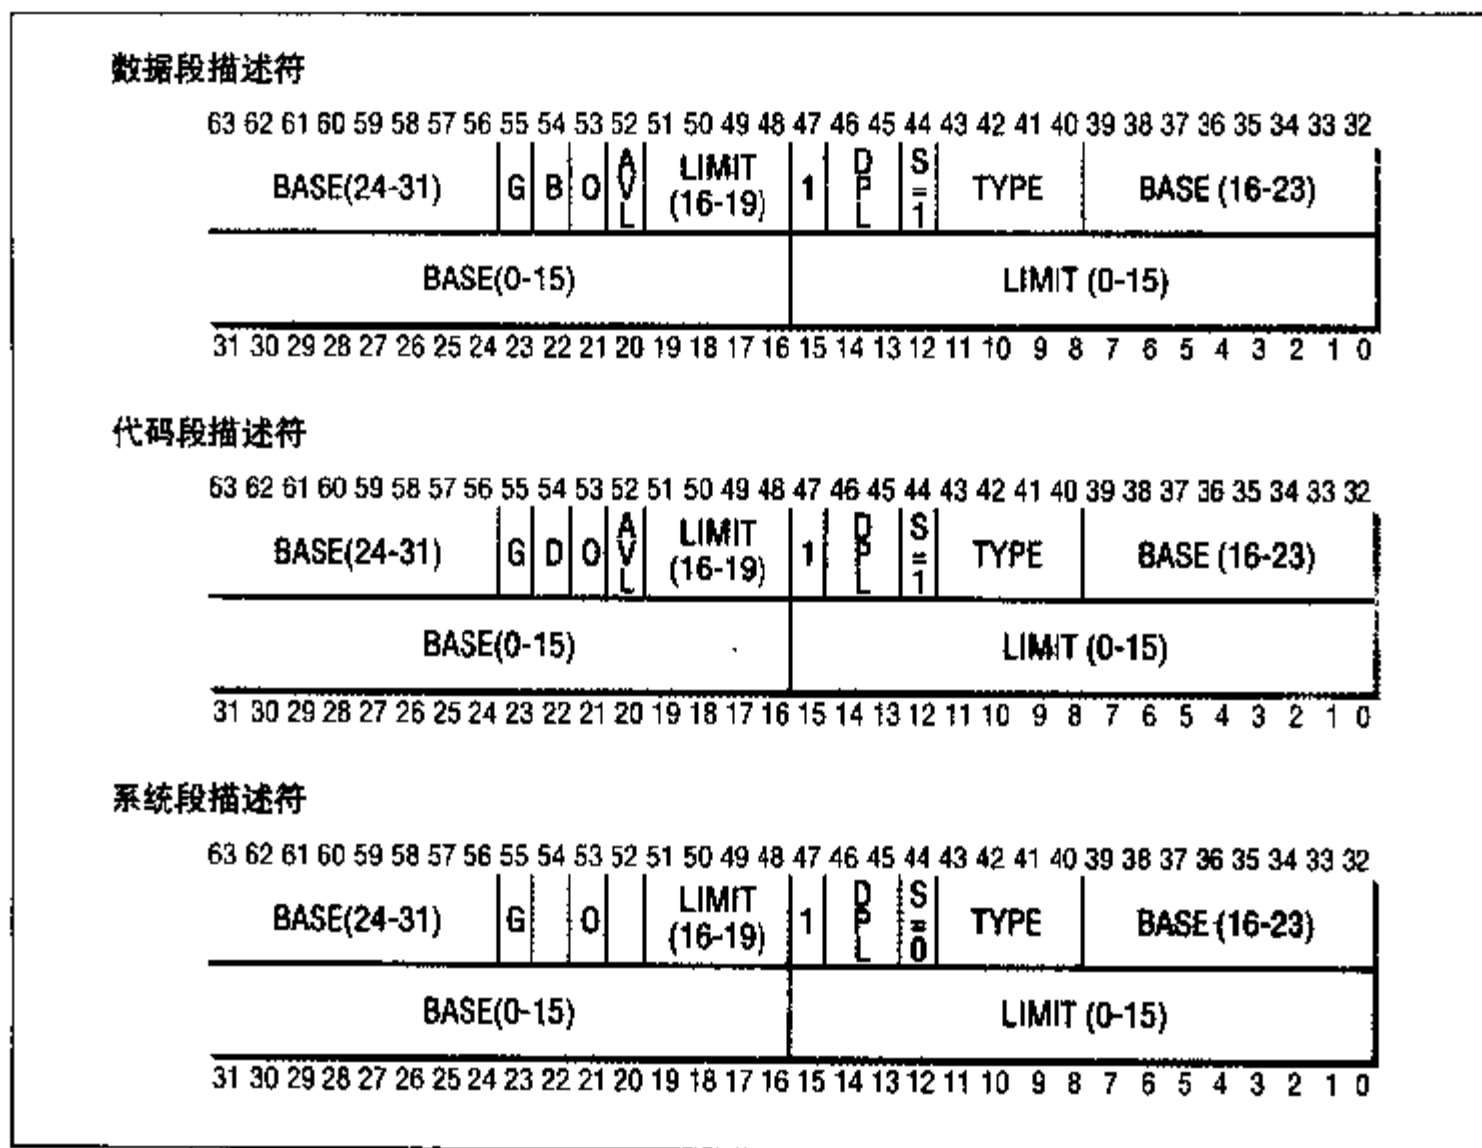 数据段描述符
63 62 61 60 59 58 57 56 55 54 53 52 51 50 49 48 47 46 45 44 43 42 41 40 39 38 37 36 35 34 33 32
BASE(24-31) G B O AVL LIMIT (16-19) 1 DPL S=1 TYPE BASE (16-23)
BASE(0-15) LIMIT (0-15)
31 30 29 28 27 26 25 24 23 22 21 20 19 18 17 16 15 14 13 12 11 10 9 8 7 6 5 4 3 2 1 0
代码段描述符
63 62 61 60 59 58 57 56 55 54 53 52 51 50 49 48 47 46 45 44 43 42 41 40 39 38 37 36 35 34 33 32
BASE(24-31) G D O AVL LIMIT (16-19) 1 DPL S=1 TYPE BASE (16-23)
BASE(0-15) LIMIT (0-15)
31 30 29 28 27 26 25 24 23 22 21 20 19 18 17 16 15 14 13 12 11 10 9 8 7 6 5 4 3 2 1 0
系统段描述符
63 62 61 60 59 58 57 56 55 54 53 52 51 50 49 48 47 46 45 44 43 42 41 40 39 38 37 36 35 34 33 32
BASE(24-31) G O LIMIT (16-19) 1 DPL S=0 TYPE BASE (16-23)
BASE(0-15) LIMIT (0-15)
31 30 29 28 27 26 25 24 23 22 21 20 19 18 17 16 15 14 13 12 11 10 9 8 7 6 5 4 3 2 1 0